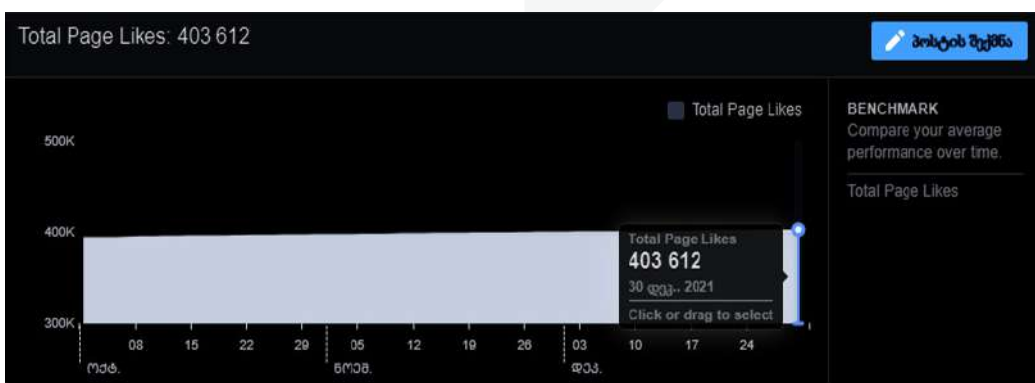 Total Page Likes: 403 612
პოსტის შექმნა
Total Page Likes
BENCHMARK
Compare your average
performance over time.
Total Page Likes
500K
400K
300K
Total Page Likes
403 612
30 დეკ.. 2021
Click or drag to select
08 15 22 29 05 12 19 26 03 10 17 24
ოქტ. ნოემ. დეკ.